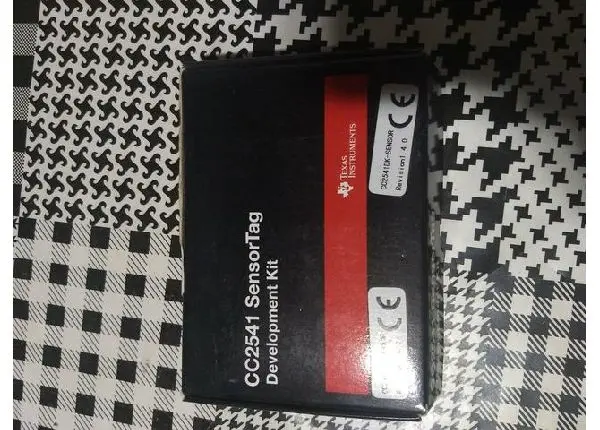 CC2541 SensorTag
Development Kit
TEXAS
INSTRUMENTS
CC2541DK-SENSOR
Revision: 4.0
CE
CE